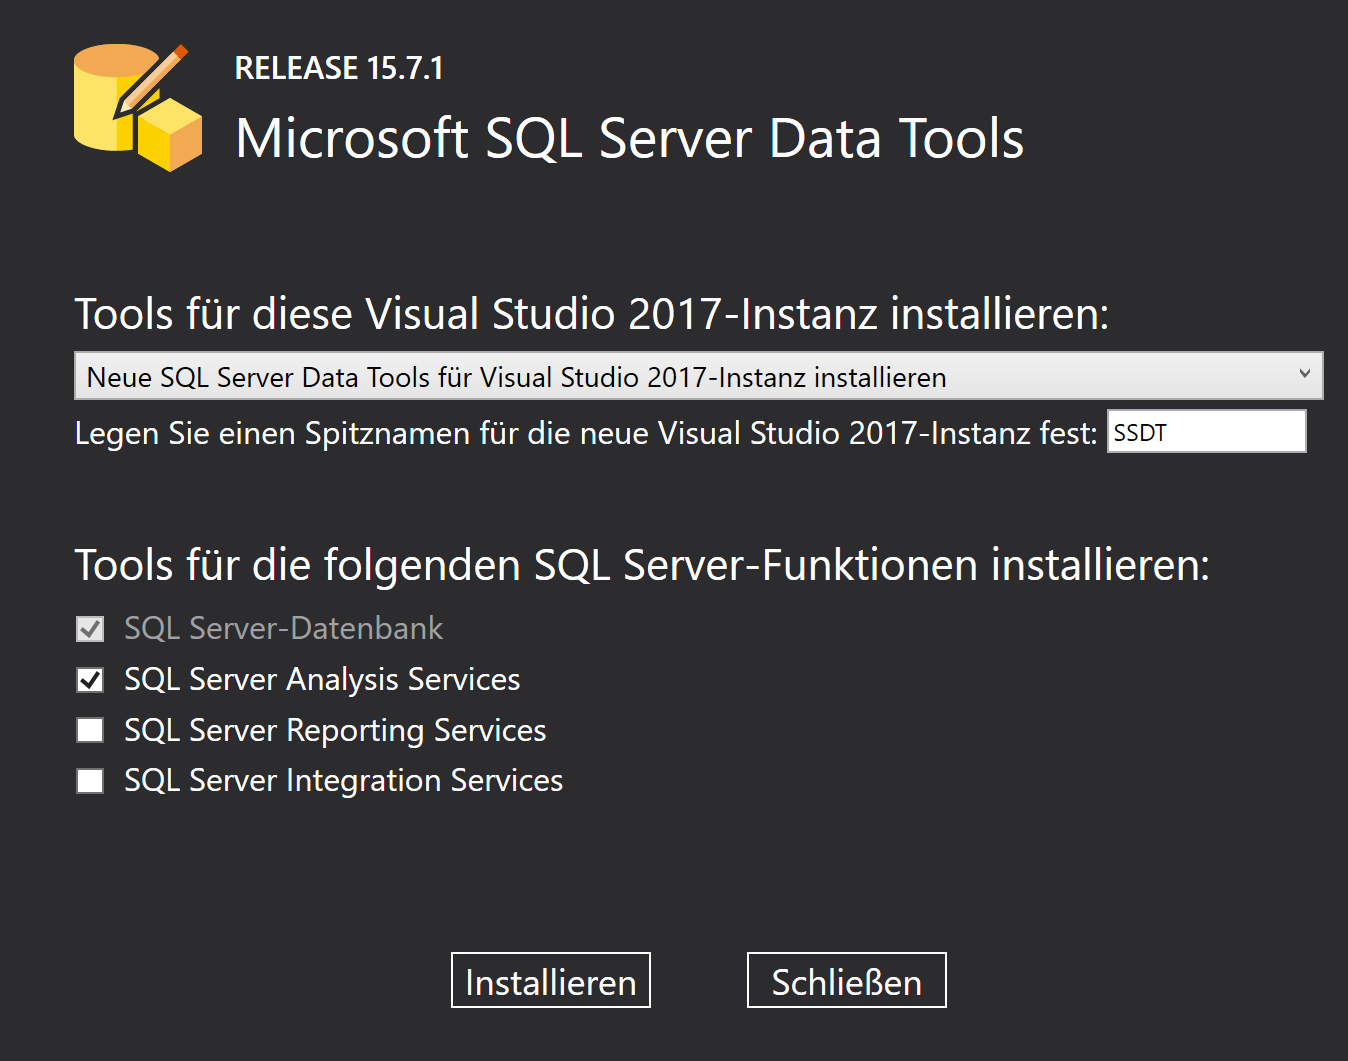 RELEASE 15.7.1
Microsoft SQL Server Data Tools
Tools für diese Visual Studio 2017-Instanz installieren:
Neue SQL Server Data Tools für Visual Studio 2017-Instanz installieren
Legen Sie einen Spitznamen für die neue Visual Studio 2017-Instanz fest: SSDT
Tools für die folgenden SQL Server-Funktionen installieren:
SQL Server-Datenbank
SQL Server Analysis Services
SQL Server Reporting Services
SQL Server Integration Services
Installieren Schließen